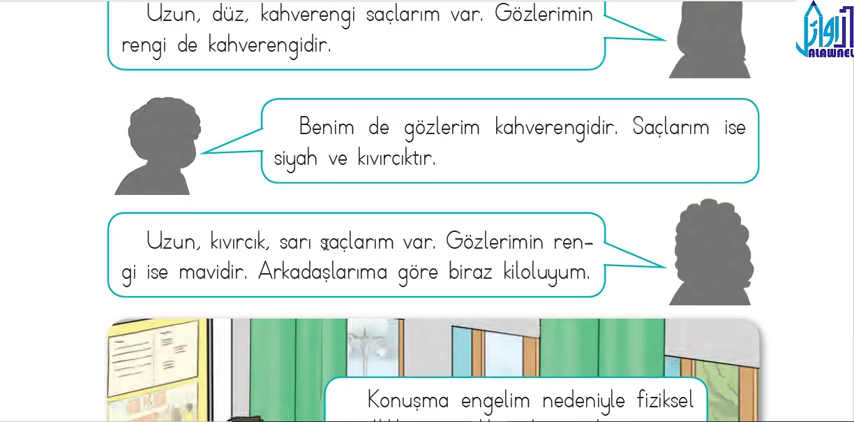 Uzun, düz, kahverengi saçlarım var. Gözlerimin
rengi de kahverengidir.
الأوائل
ALAWAEL
Benim de gözlerim kahverengidir. Saçlarım ise
siyah ve kıvırcıktır.
Uzun, kıvırcık, sarı saçlarım var. Gözlerimin ren-
gi ise mavidir. Arkadaşlarıma göre biraz kiloluyum.
Konuşma engelim nedeniyle fiziksel